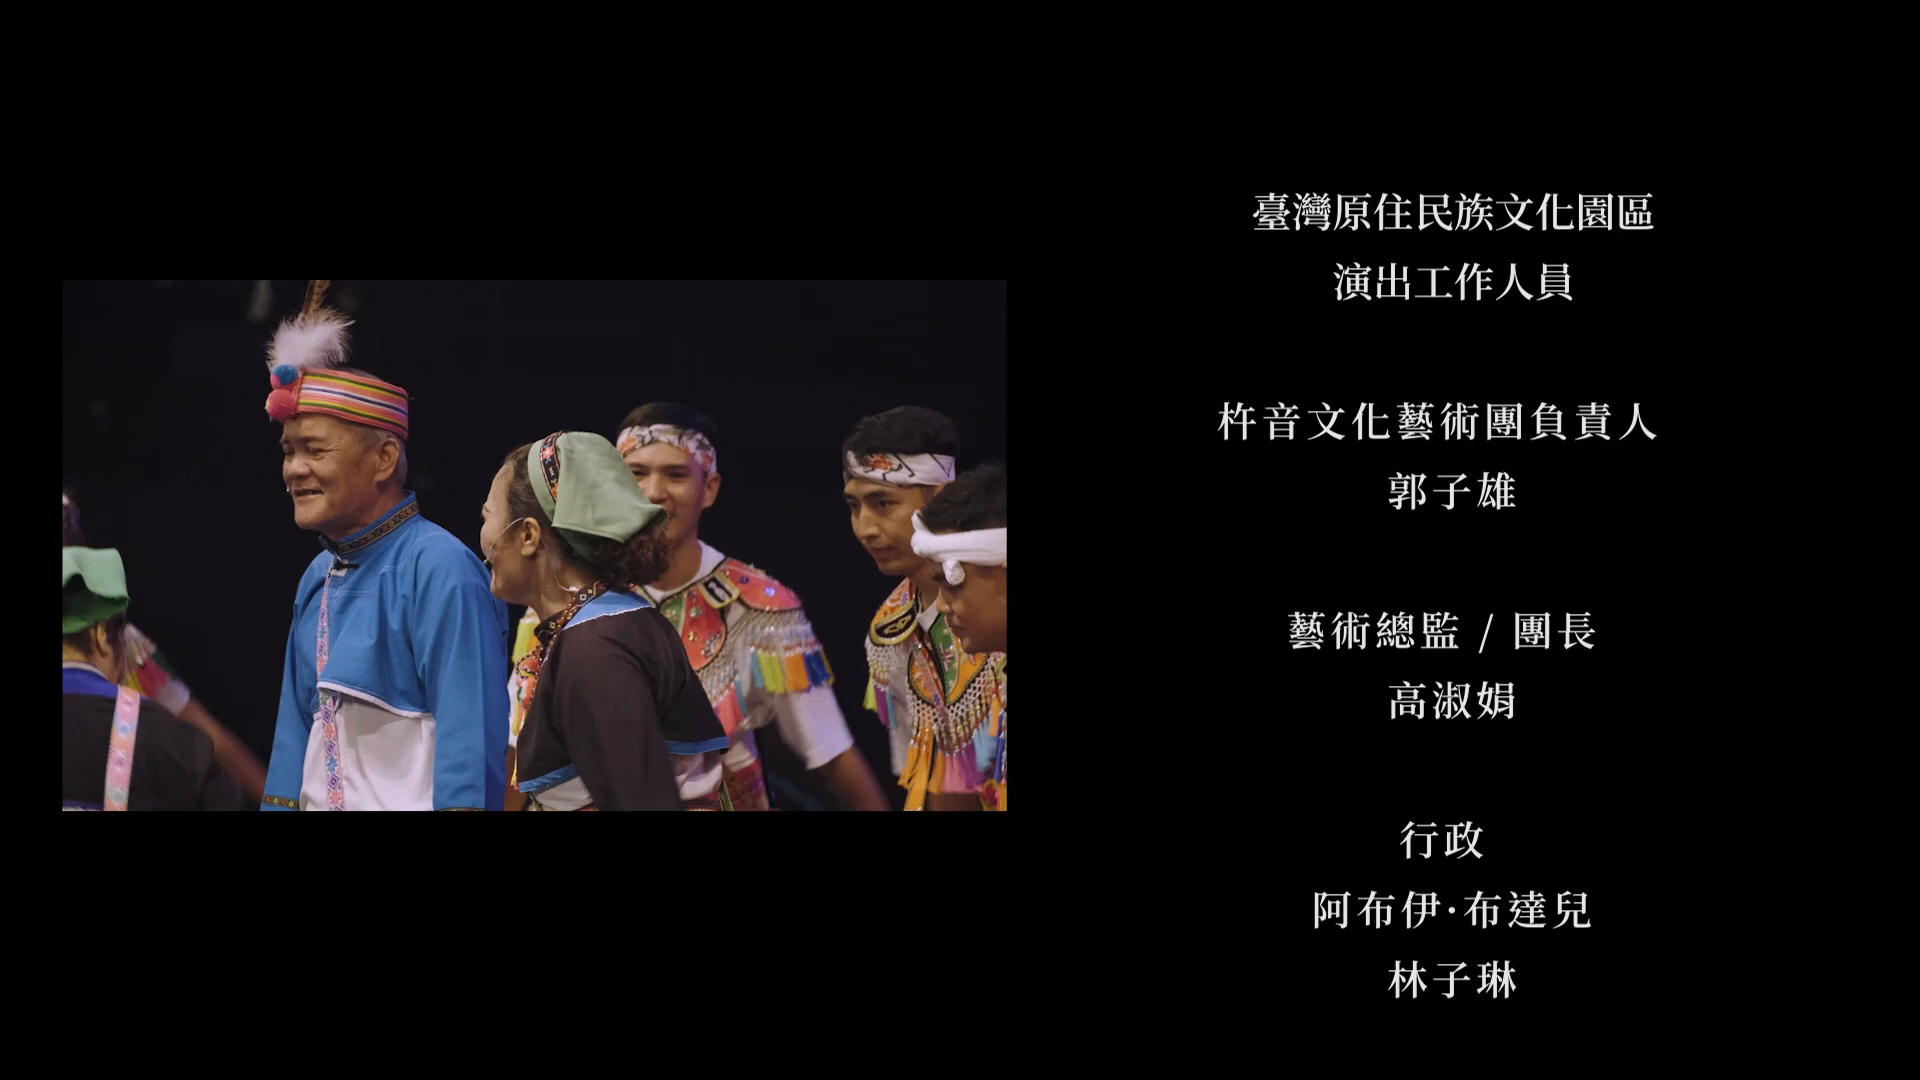 臺灣原住民族文化園區
演出工作人員
杵音文化藝術團負責人
郭子雄
藝術總監 / 團長
高淑娟
行政
阿布伊·布達兒
林子琳